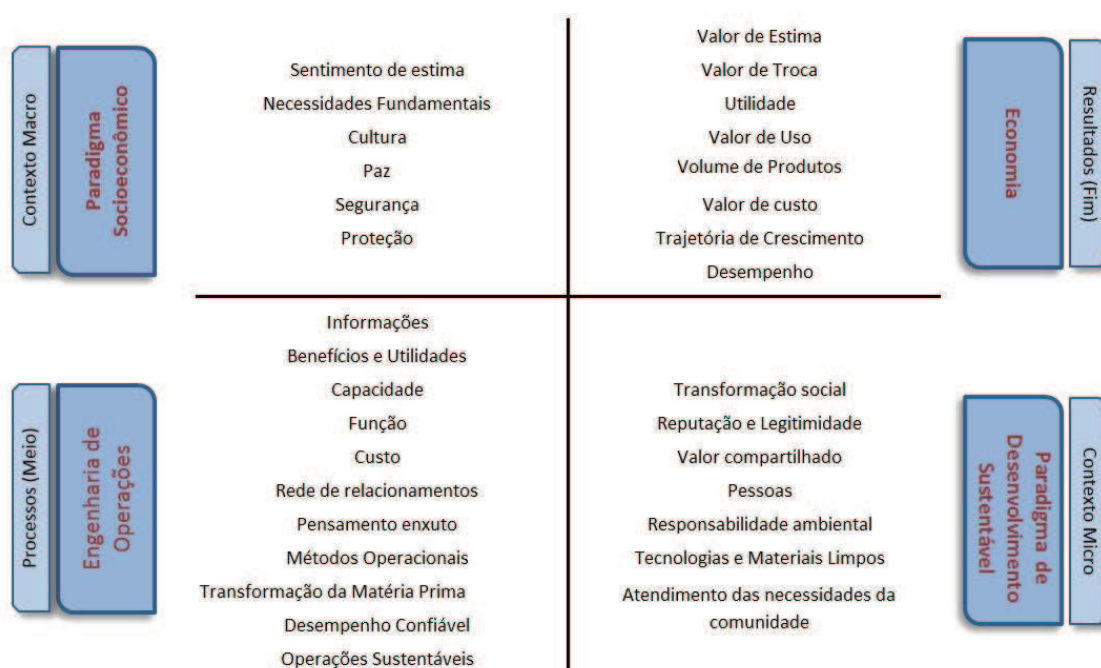 Contexto Macro
Paradigma
Socioeconômico
Sentimento de estima
Necessidades Fundamentais
Cultura
Paz
Segurança
Proteção
Valor de Estima
Valor de Troca
Utilidade
Valor de Uso
Volume de Produtos
Valor de custo
Trajetória de Crescimento
Desempenho
Economia
Resultados (Fim)
Processos (Meio)
Engenharia de
Operações
Informações
Benefícios e Utilidades
Capacidade
Função
Custo
Rede de relacionamentos
Pensamento enxuto
Métodos Operacionais
Transformação da Matéria Prima
Desempenho Confiável
Operações Sustentáveis
Transformação social
Reputação e Legitimidade
Valor compartilhado
Pessoas
Responsabilidade ambiental
Tecnologias e Materiais Limpos
Atendimento das necessidades da
comunidade
Paradigma de
Desenvolvimento
Sustentável
Contexto Micro